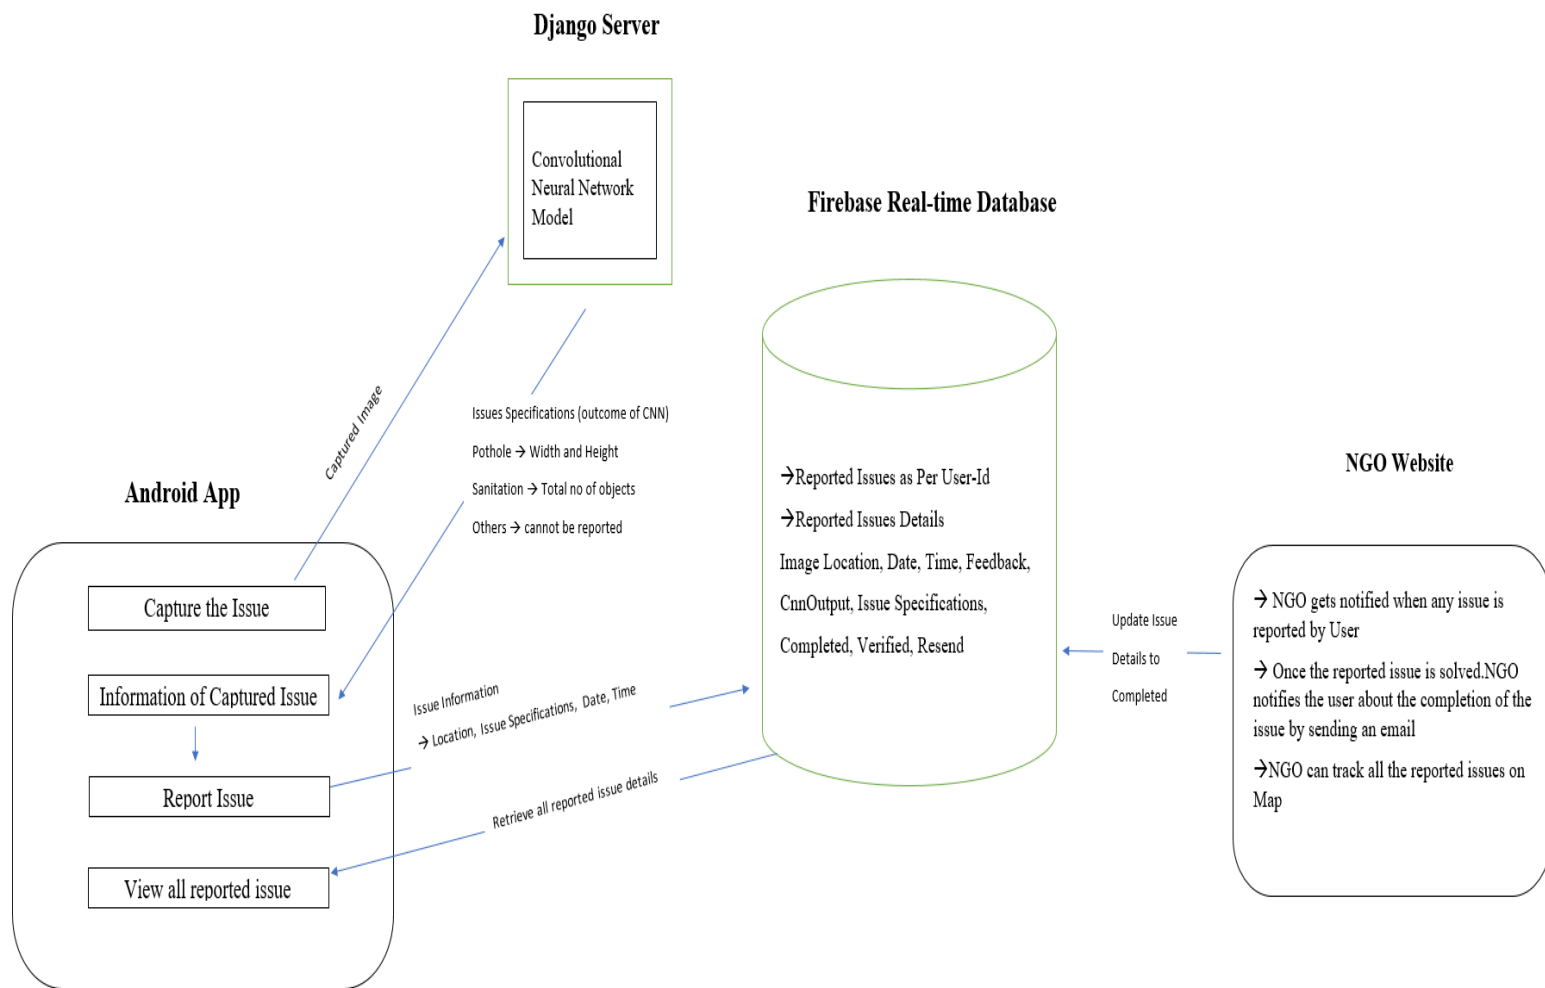 Django Server
Convolutional
Neural Network
Model
Firebase Real-time Database
Captured Image
Issues Specifications (outcome of CNN)
Pothole → Width and Height
Sanitation → Total no of objects
Others → cannot be reported
Android App
Capture the Issue
Information of Captured Issue
Report Issue
View all reported issue
Issue Information
→ Location, Issue Specifications, Date, Time
Retrieve all reported issue details
→Reported Issues as Per User-Id
→Reported Issues Details
Image Location, Date, Time, Feedback,
CnnOutput, Issue Specifications,
Completed, Verified, Resend
Update Issue
Details to
Completed
NGO Website
→ NGO gets notified when any issue is
reported by User
→ Once the reported issue is solved.NGO
notifies the user about the completion of the
issue by sending an email
→NGO can track all the reported issues on
Map